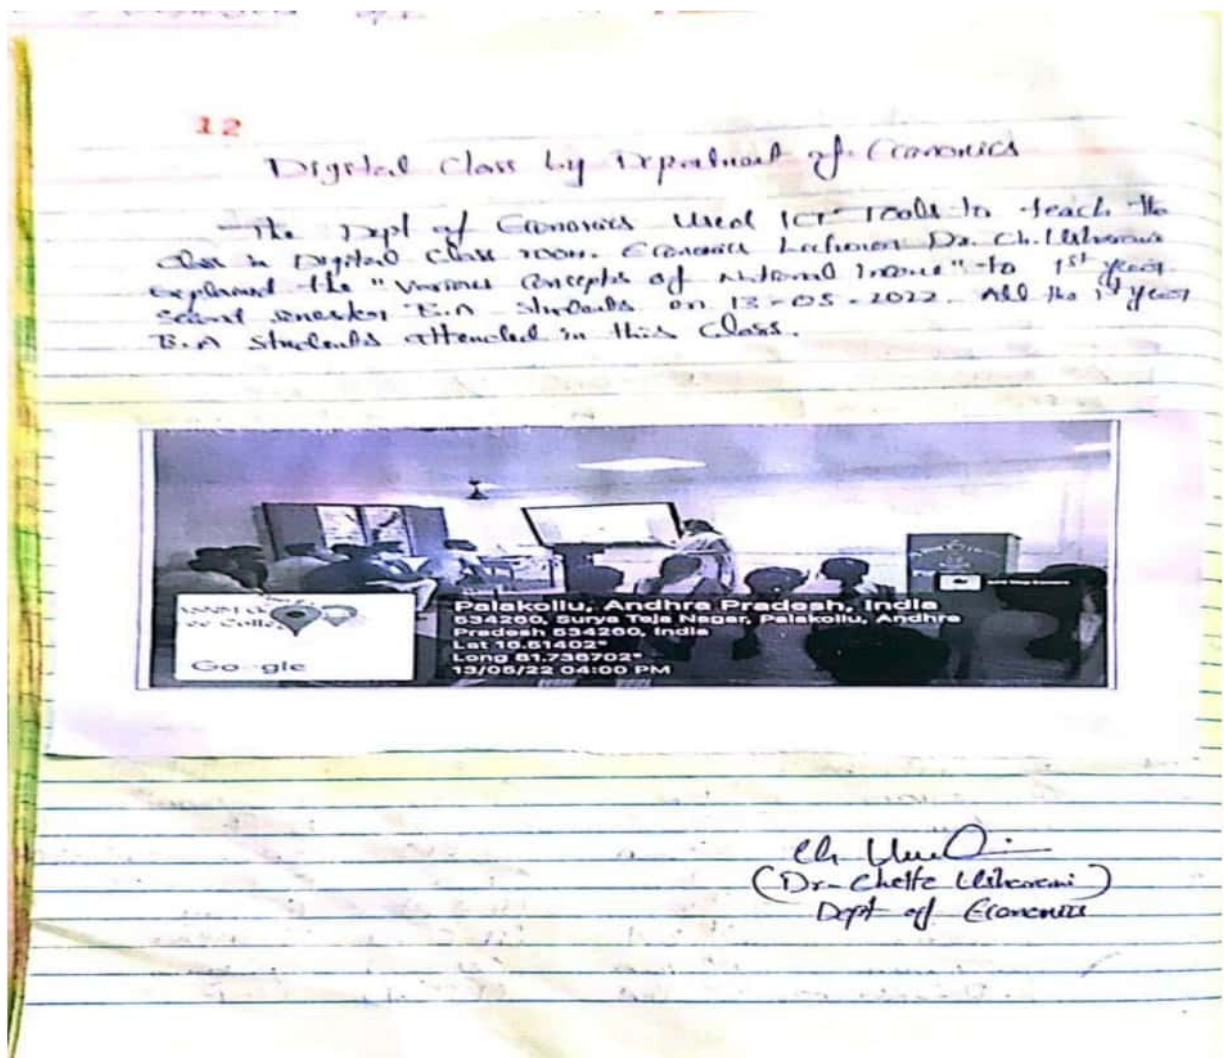 12
Digital Class by Department of Economics
The Dept of Economics Used ICT Tools to teach the
class in Digital Class room. Economics Lecturer Dr. Ch. Usharani
explained the "Various Concepts of National Income" to 1st year
second semester B.A Students on 13-05-2022. All the 1st year
B.A Students attended in this Class.
Palakollu, Andhra Pradesh, India
534260, Surya Teja Nagar, Palakollu, Andhra
Pradesh 534260, India
Lat 16.51402°
Long 81.736702°
13/05/22 04:00 PM
Google
(Dr. Chette Usharani)
Dept of Economics